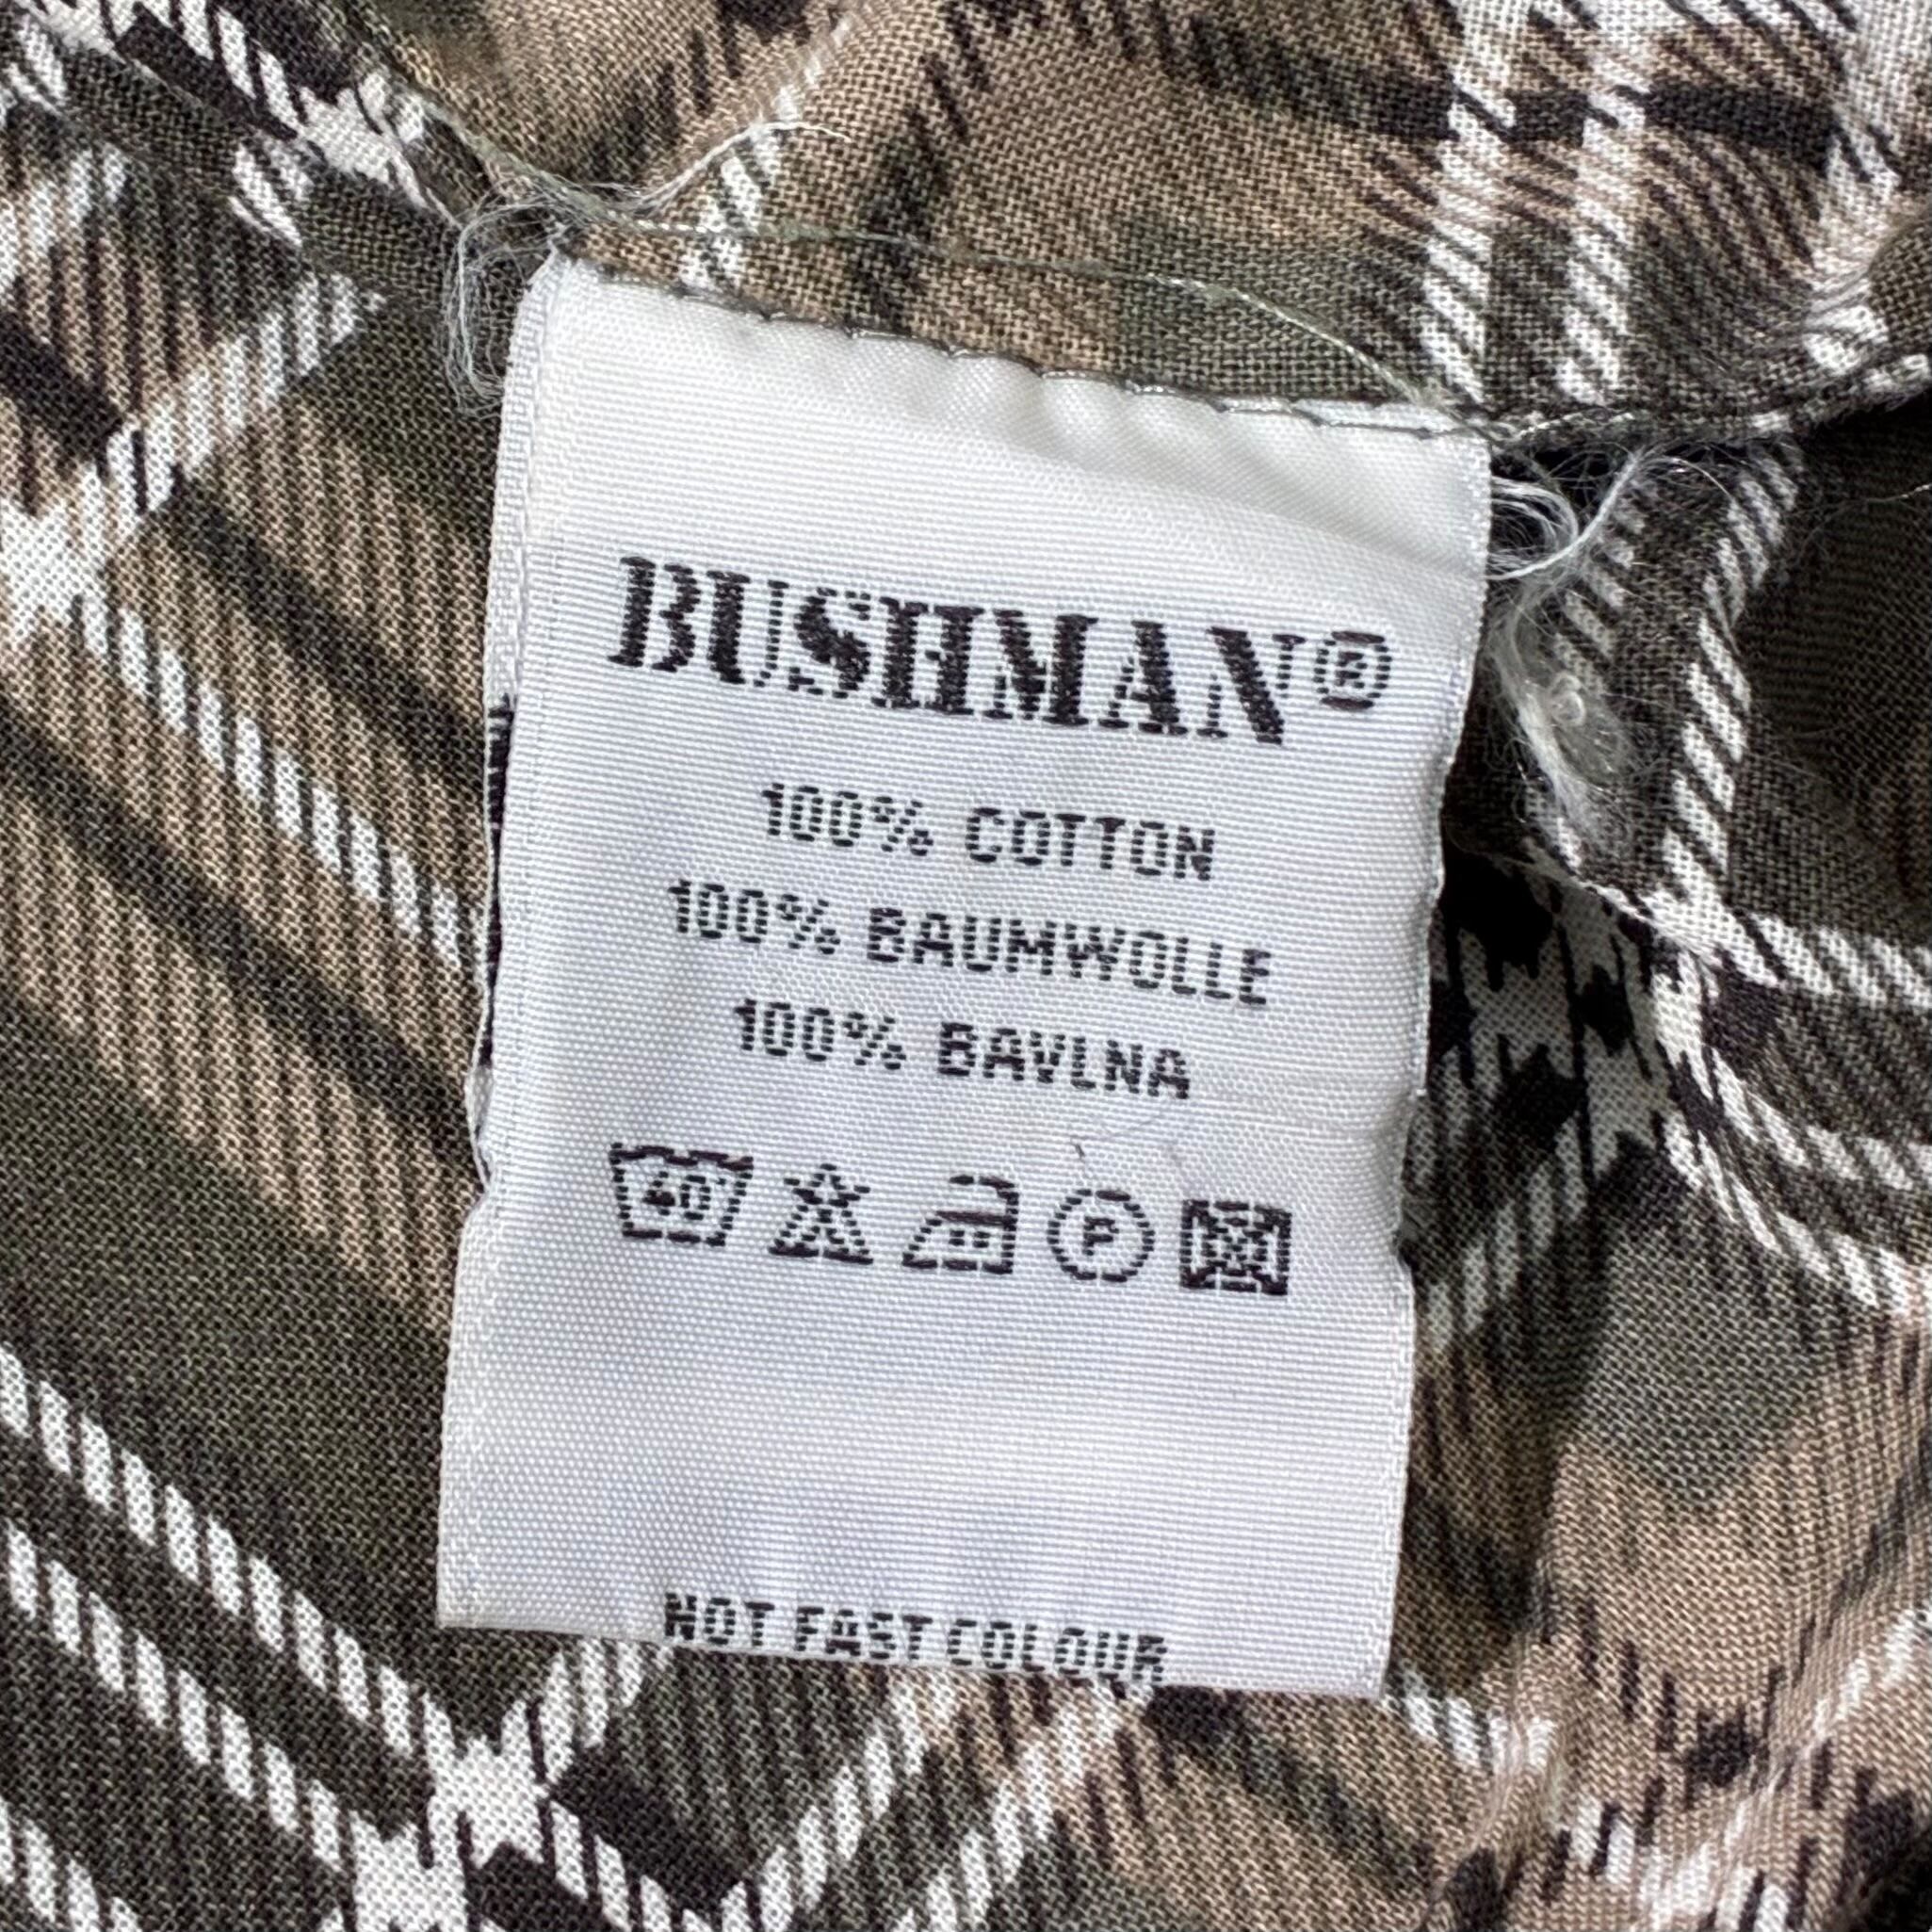 BUSHMAN®
100% COTTON
100% BAUMWOLLE
100% BAVLNA
40° P
NOT FAST COLOUR